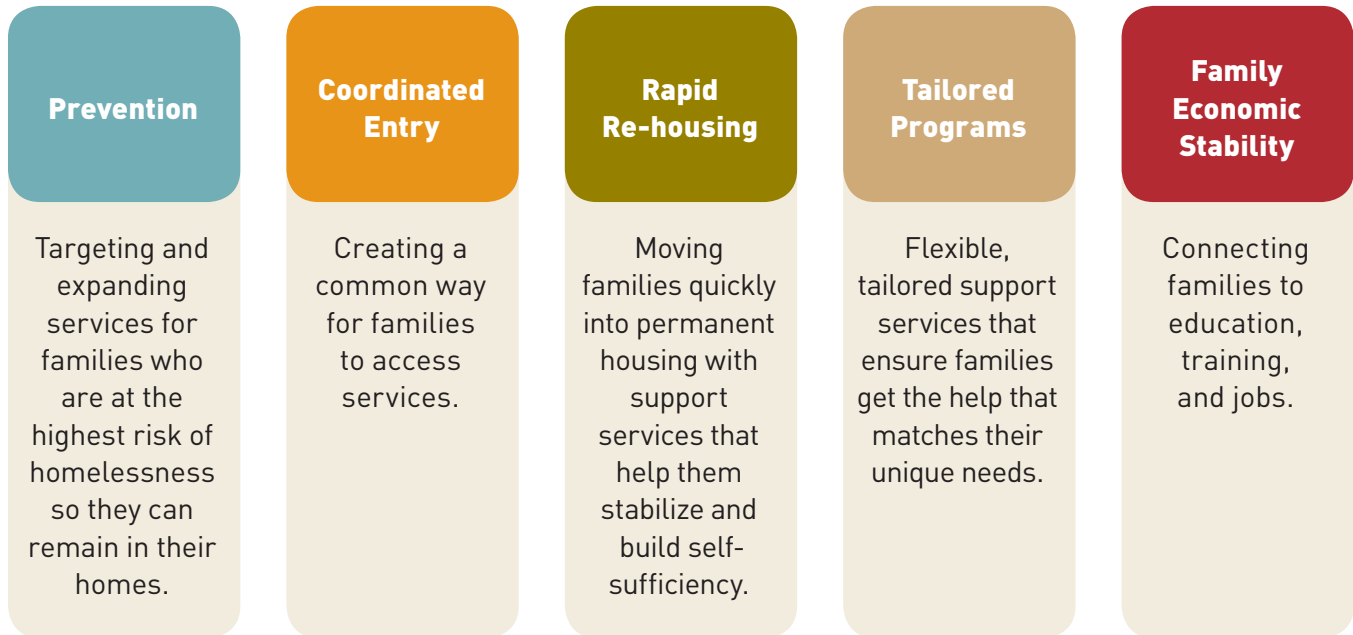 Prevention
Targeting and
expanding
services for
families who
are at the
highest risk of
homelessness
so they can
remain in their
homes.
Coordinated
Entry
Creating a
common way
for families
to access
services.
Rapid
Re-housing
Moving
families quickly
into permanent
housing with
support
services that
help them
stabilize and
build self-
sufficiency.
Tailored
Programs
Flexible,
tailored support
services that
ensure families
get the help that
matches their
unique needs.
Family
Economic
Stability
Connecting
families to
education,
training,
and jobs.